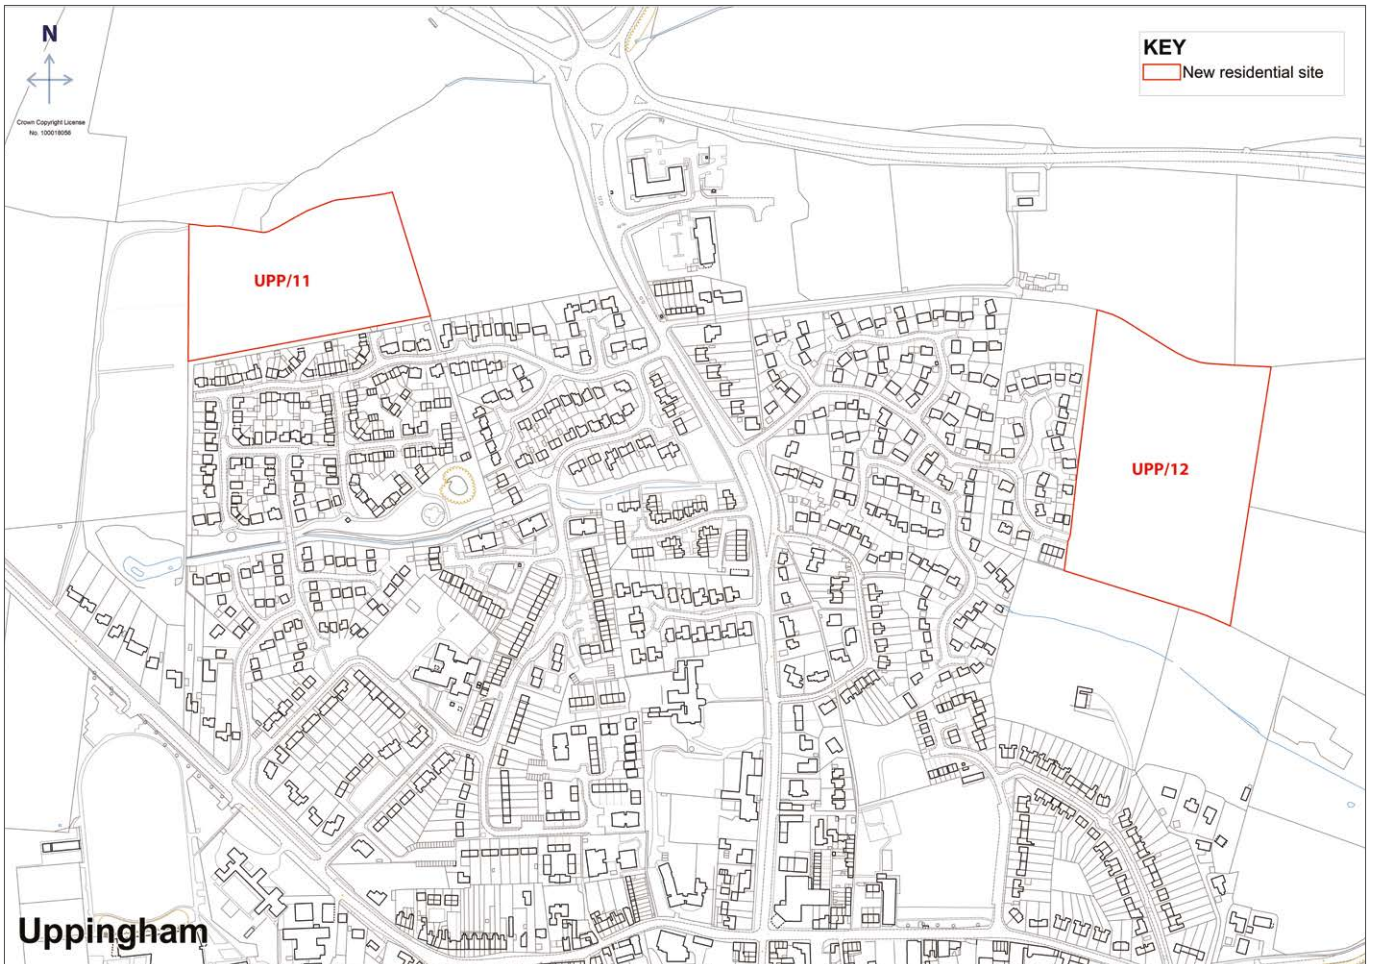 N
Crown Copyright License
No. 100018056
KEY
New residential site
UPP/11
UPP/12
Uppingham